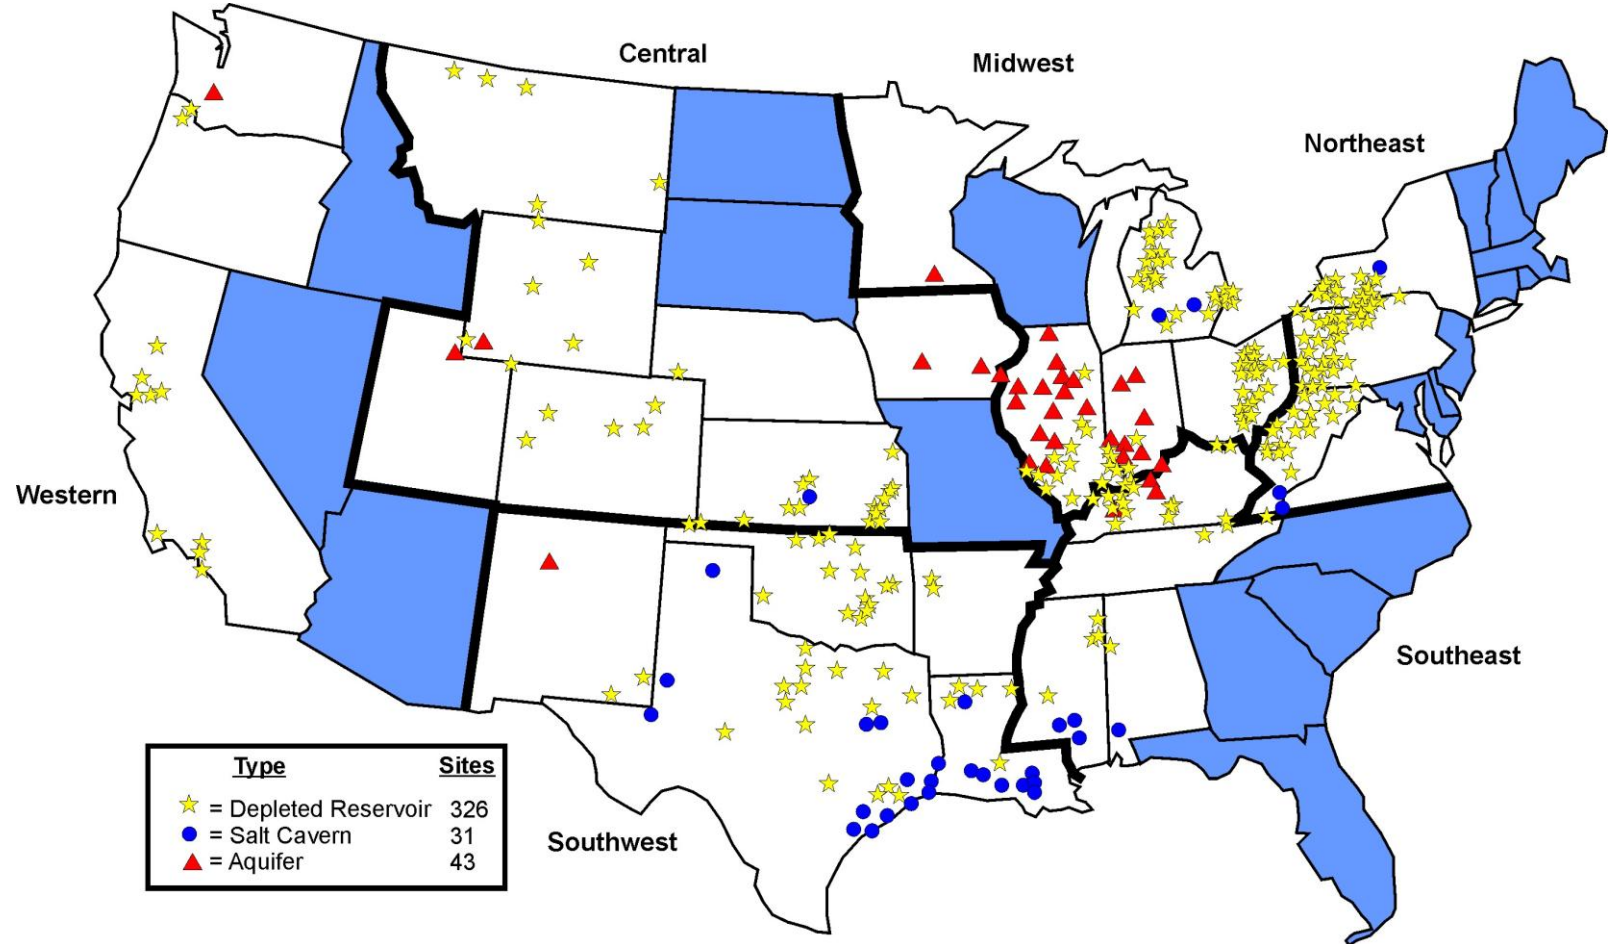 Central
Midwest
Northeast
Western
Southeast
Southwest
Type Sites
= Depleted Reservoir 326
= Salt Cavern 31
= Aquifer 43